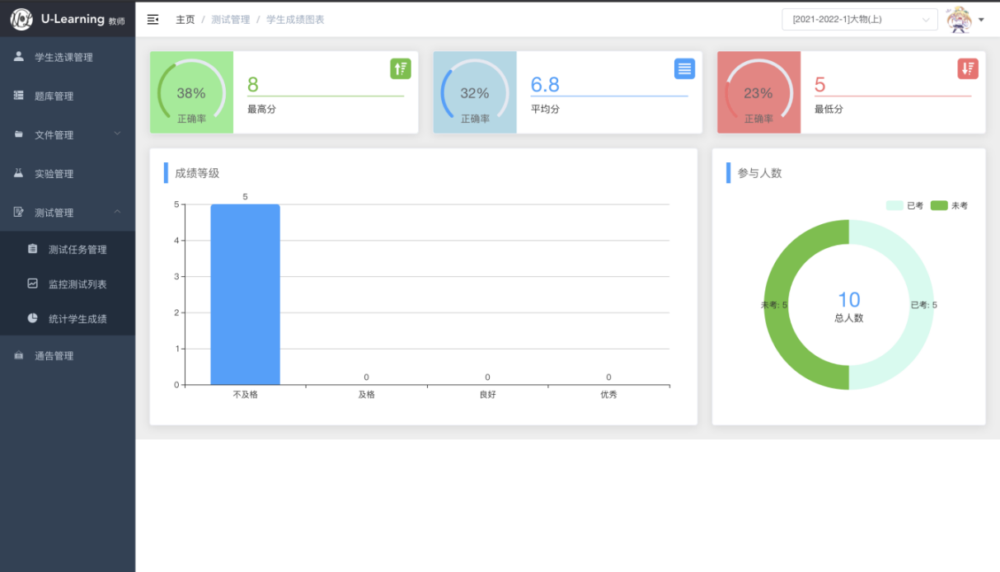 U-Learning 教师
主页 / 测试管理 / 学生成绩图表
[2021-2022-1]大物(上)
学生选课管理
题库管理
文件管理
实验管理
测试管理
测试任务管理
监控测试列表
统计学生成绩
通告管理
38%
正确率
8
最高分
32%
正确率
6.8
平均分
23%
正确率
5
最低分
成绩等级
5
5
4
3
2
1
0
0
0
0
不及格
及格
良好
优秀
参与人数
已考
未考
未考: 5
10
总人数
已考: 5